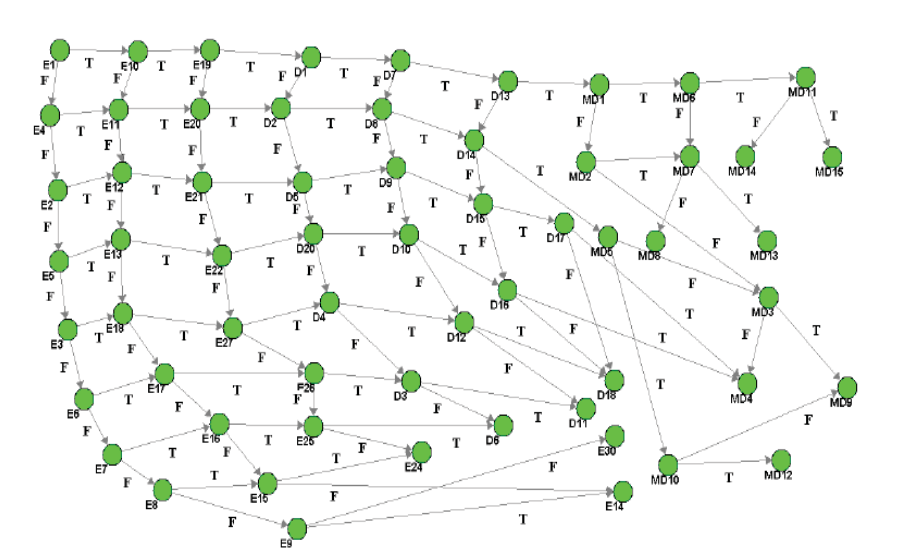 E1 T E10 T E19 T D1 T D7 T D13 T MD1 T MD6 T MD11
F F F F F F F F F T
E4 T E11 T E20 T D2 T D8 T D14 T MD2 T MD7 MD14 MD15
F F F F F F F T
E2 T E12 T E21 T D5 T D9 T D15 T D17 MD5 MD8 MD13
F F F F F F F F
E5 T E13 T E22 T D20 T D10 T D16 MD3
F F F F F F T
E3 T E18 T E27 T D4 T D12 T F T F
F F F F F T
E6 T E17 T E26 T D3 T D11 D18 MD4 MD9
F F F F F
E7 T E16 T E25 T D6 E30
F F F T E24 F
E8 T E15 F E14 MD10 T MD12
F T
E9